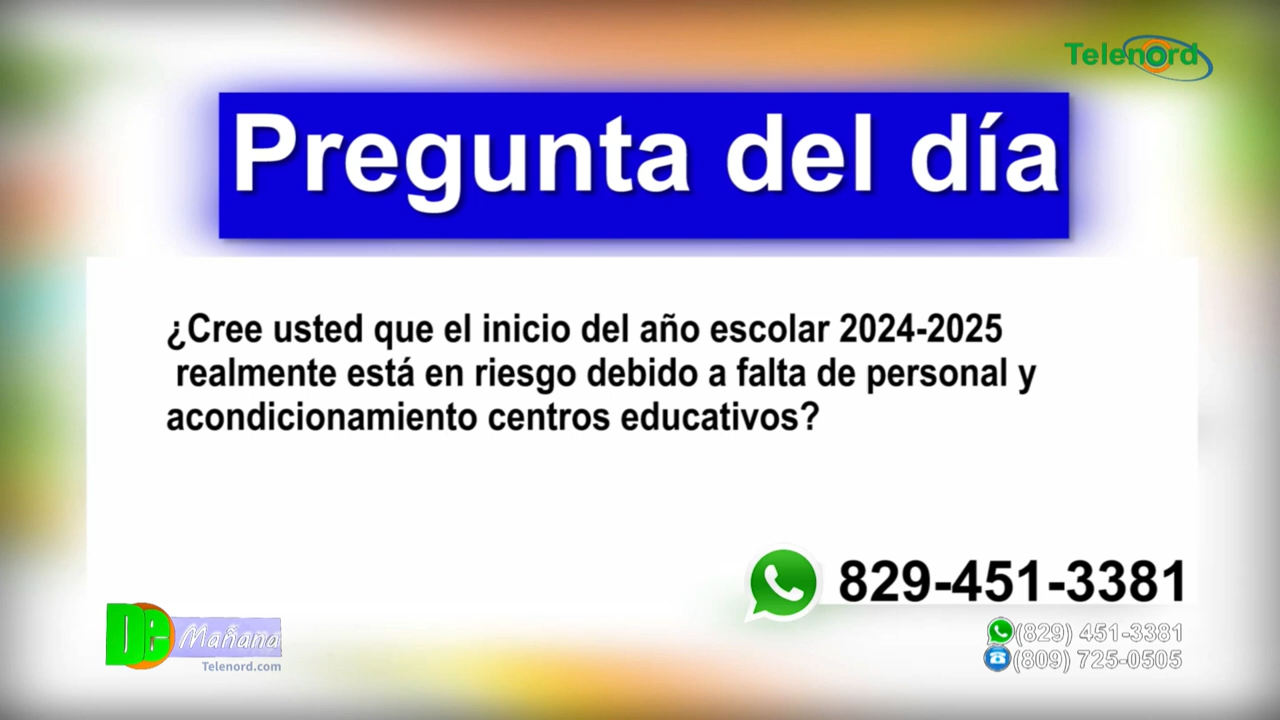 Telenord
Pregunta del día
¿Cree usted que el inicio del año escolar 2024-2025
realmente está en riesgo debido a falta de personal y
acondicionamiento centros educativos?
829-451-3381
De Mañana
Telenord.com
(829) 451-3381
(809) 725-0505